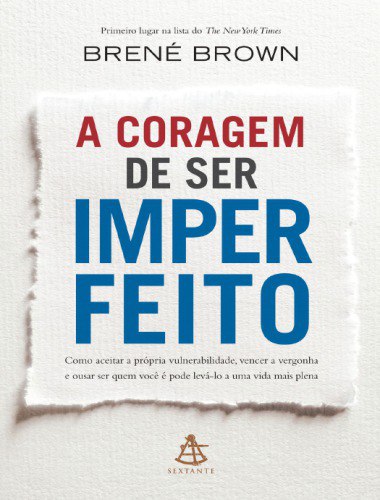 Primeiro lugar na lista do The New York Times
BRENÉ BROWN
A CORAGEM
DE SER
IMPER
FEITO
Como aceitar a própria vulnerabilidade, vencer a vergonha
e ousar ser quem você é pode levá-lo a uma vida mais plena
SEXTANTE